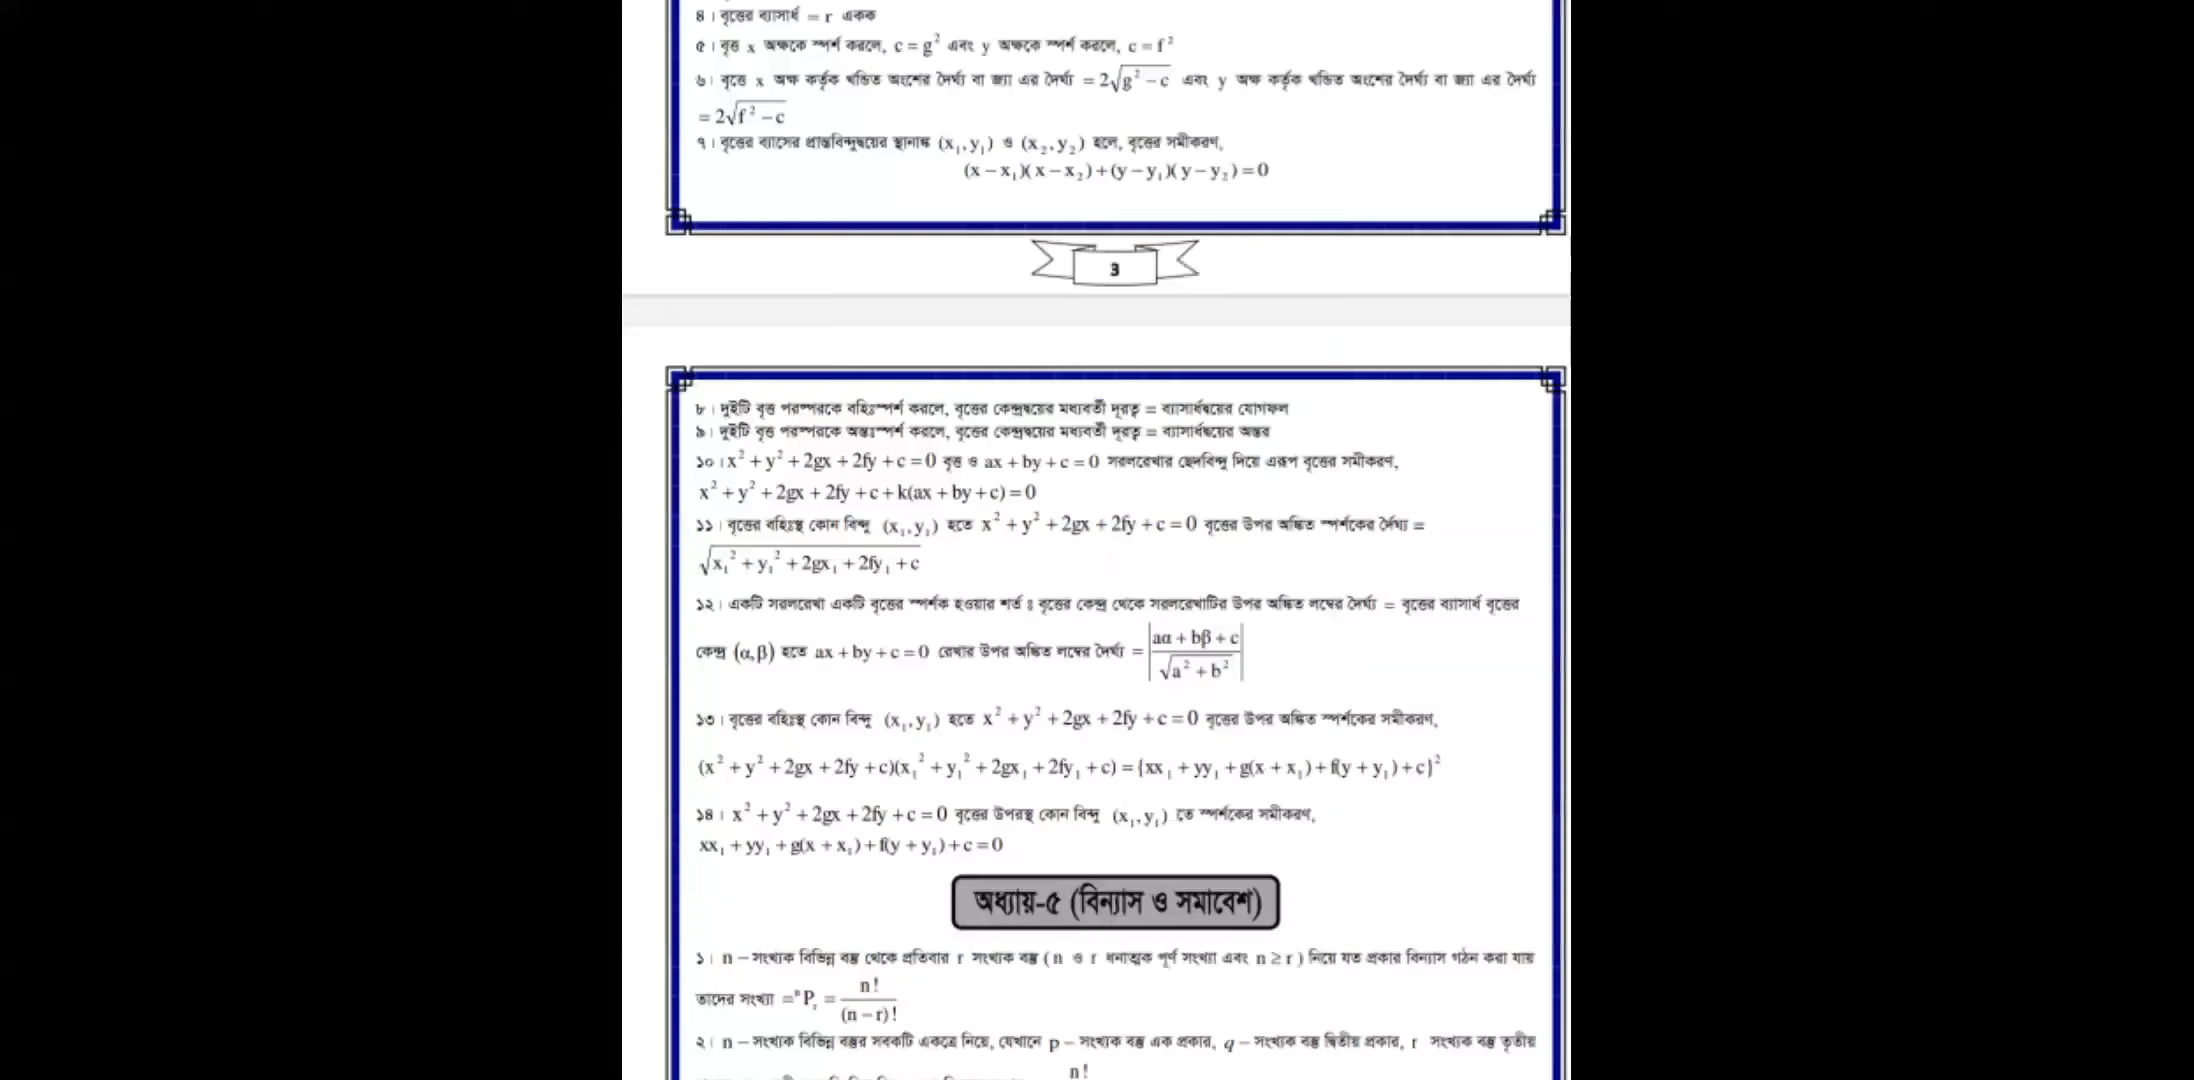 ৪। বৃত্তের ব্যাসার্ধ = r একক
৫। বৃত্ত x অক্ষকে স্পর্শ করলে, c = g² এবং y অক্ষকে স্পর্শ করলে, c = f²
৬। বৃত্তে x অক্ষ কর্তৃক খন্ডিত অংশের দৈর্ঘ্য বা জ্যা এর দৈর্ঘ্য = 2√(g² − c) এবং y অক্ষ কর্তৃক খন্ডিত অংশের দৈর্ঘ্য বা জ্যা এর দৈর্ঘ্য
= 2√(f² − c)
৭। বৃত্তের ব্যাসের প্রান্তবিন্দুদ্বয়ের স্থানাঙ্ক (x₁, y₁) ও (x₂, y₂) হলে, বৃত্তের সমীকরণ,
(x − x₁)(x − x₂) + (y − y₁)(y − y₂) = 0
3
৮। দুইটি বৃত্ত পরস্পরকে বহিঃস্পর্শ করলে, বৃত্তের কেন্দ্রদ্বয়ের মধ্যবর্তী দূরত্ব = ব্যাসার্ধদ্বয়ের যোগফল
৯। দুইটি বৃত্ত পরস্পরকে অন্তঃস্পর্শ করলে, বৃত্তের কেন্দ্রদ্বয়ের মধ্যবর্তী দূরত্ব = ব্যাসার্ধদ্বয়ের অন্তর
১০। x² + y² + 2gx + 2fy + c = 0 বৃত্ত ও ax + by + c = 0 সরলরেখার ছেদবিন্দু দিয়ে এরূপ বৃত্তের সমীকরণ,
x² + y² + 2gx + 2fy + c + k(ax + by + c) = 0
১১। বৃত্তের বহিঃস্থ কোন বিন্দু (x₁, y₁) হতে x² + y² + 2gx + 2fy + c = 0 বৃত্তের উপর অঙ্কিত স্পর্শকের দৈর্ঘ্য =
√(x₁² + y₁² + 2gx₁ + 2fy₁ + c)
১২। একটি সরলরেখা একটি বৃত্তের স্পর্শক হওয়ার শর্ত ঃ বৃত্তের কেন্দ্র থেকে সরলরেখাটির উপর অঙ্কিত লম্বের দৈর্ঘ্য = বৃত্তের ব্যাসার্ধ বৃত্তের
কেন্দ্র (α, β) হতে ax + by + c = 0 রেখার উপর অঙ্কিত লম্বের দৈর্ঘ্য = |(aα + bβ + c)/√(a² + b²)|
১৩। বৃত্তের বহিঃস্থ কোন বিন্দু (x₁, y₁) হতে x² + y² + 2gx + 2fy + c = 0 বৃত্তের উপর অঙ্কিত স্পর্শকের সমীকরণ,
(x² + y² + 2gx + 2fy + c)(x₁² + y₁² + 2gx₁ + 2fy₁ + c) = {xx₁ + yy₁ + g(x + x₁) + f(y + y₁) + c}²
১৪। x² + y² + 2gx + 2fy + c = 0 বৃত্তের উপরস্থ কোন বিন্দু (x₁, y₁) তে স্পর্শকের সমীকরণ,
xx₁ + yy₁ + g(x + x₁) + f(y + y₁) + c = 0
অধ্যায়-৫ (বিন্যাস ও সমাবেশ)
১। n − সংখ্যক বিভিন্ন বস্তু থেকে প্রতিবার r সংখ্যক বস্তু (n ও r ধনাত্মক পূর্ণ সংখ্যা এবং n ≥ r) নিয়ে যত প্রকার বিন্যাস গঠন করা যায়
তাদের সংখ্যা = ⁿPᵣ = n!/(n − r)!
২। n − সংখ্যক বিভিন্ন বস্তুর সবকটি একত্রে নিয়ে, যেখানে p − সংখ্যক বস্তু এক প্রকার, q − সংখ্যক বস্তু দ্বিতীয় প্রকার, r সংখ্যক বস্তু তৃতীয়
n!